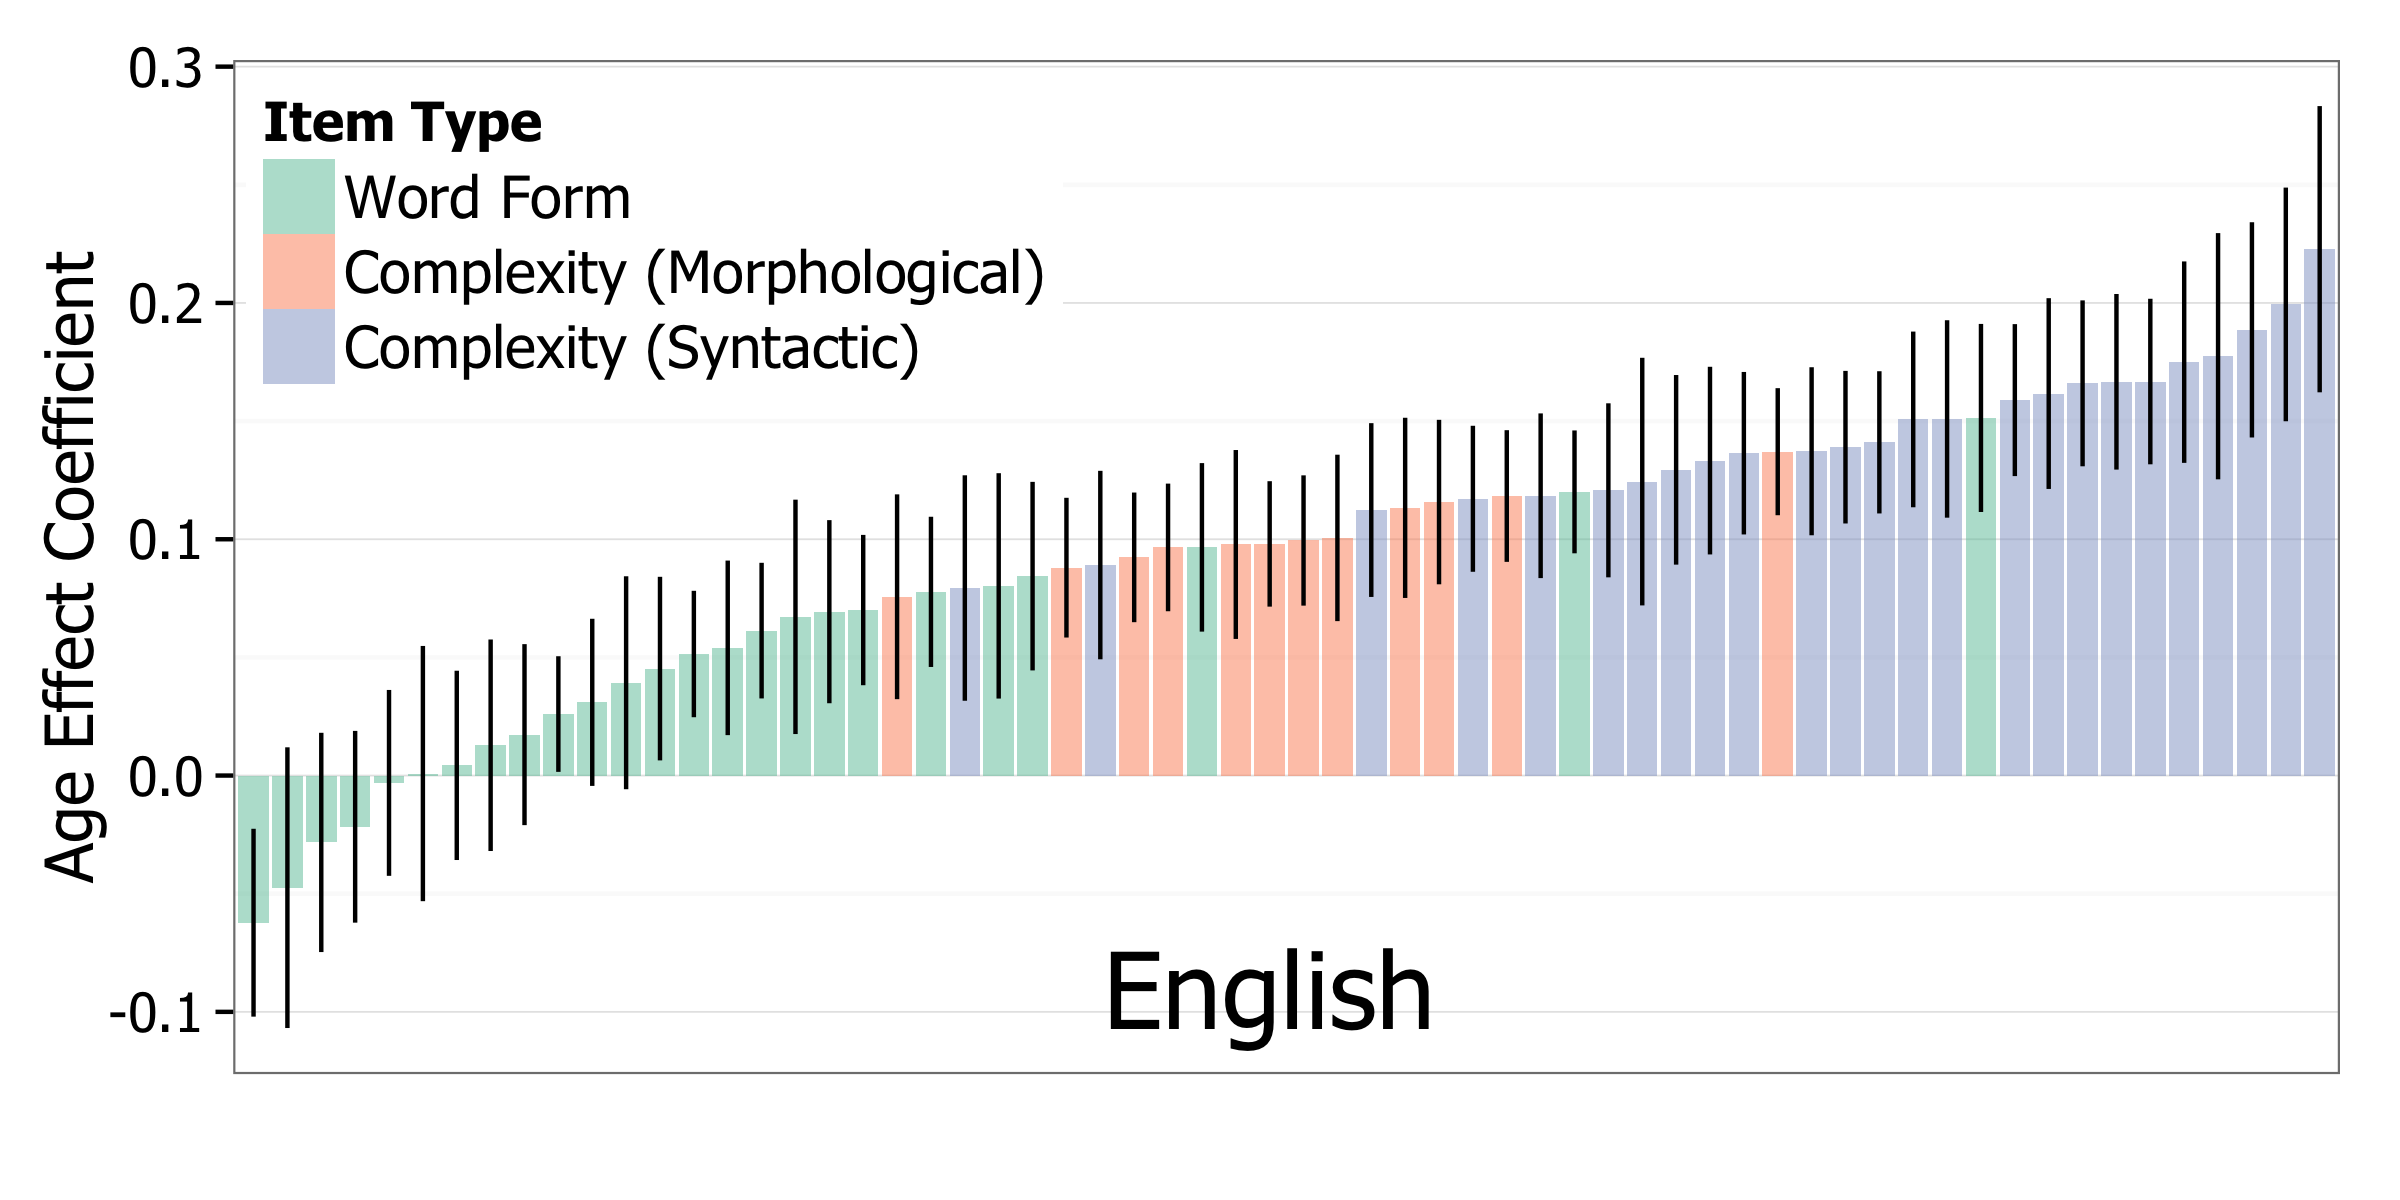 Age Effect Coefficient
0.3
0.2
0.1
0.0
-0.1
Item Type
Word Form
Complexity (Morphological)
Complexity (Syntactic)
English